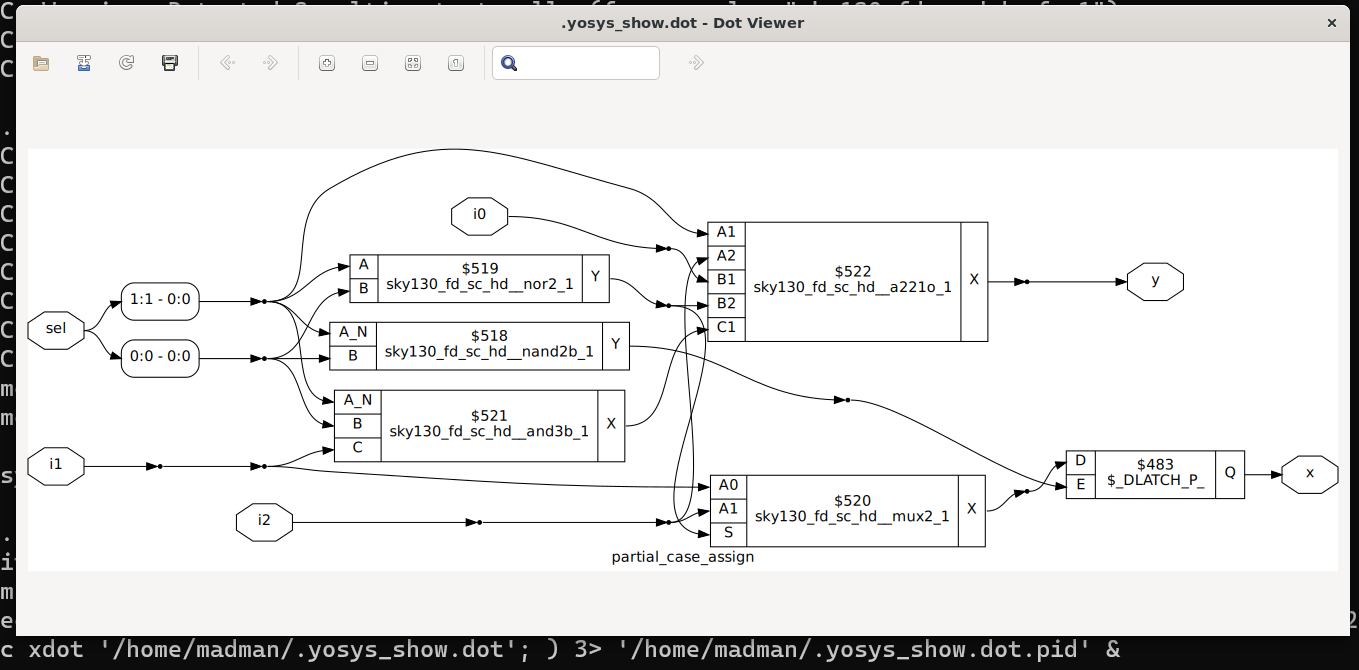 .yosys_show.dot - Dot Viewer
×
i0
A1
A2
B1
B2
C1
$522
sky130_fd_sc_hd__a221o_1
X
y
A
B
$519
sky130_fd_sc_hd__nor2_1
Y
sel
1:1 - 0:0
0:0 - 0:0
A_N
B
$518
sky130_fd_sc_hd__nand2b_1
Y
A_N
B
C
$521
sky130_fd_sc_hd__and3b_1
X
i1
i2
A0
A1
S
$520
sky130_fd_sc_hd__mux2_1
X
D
E
$483
$_DLATCH_P_
Q
x
partial_case_assign
c xdot '/home/madman/.yosys_show.dot'; ) 3> '/home/madman/.yosys_show.dot.pid' &